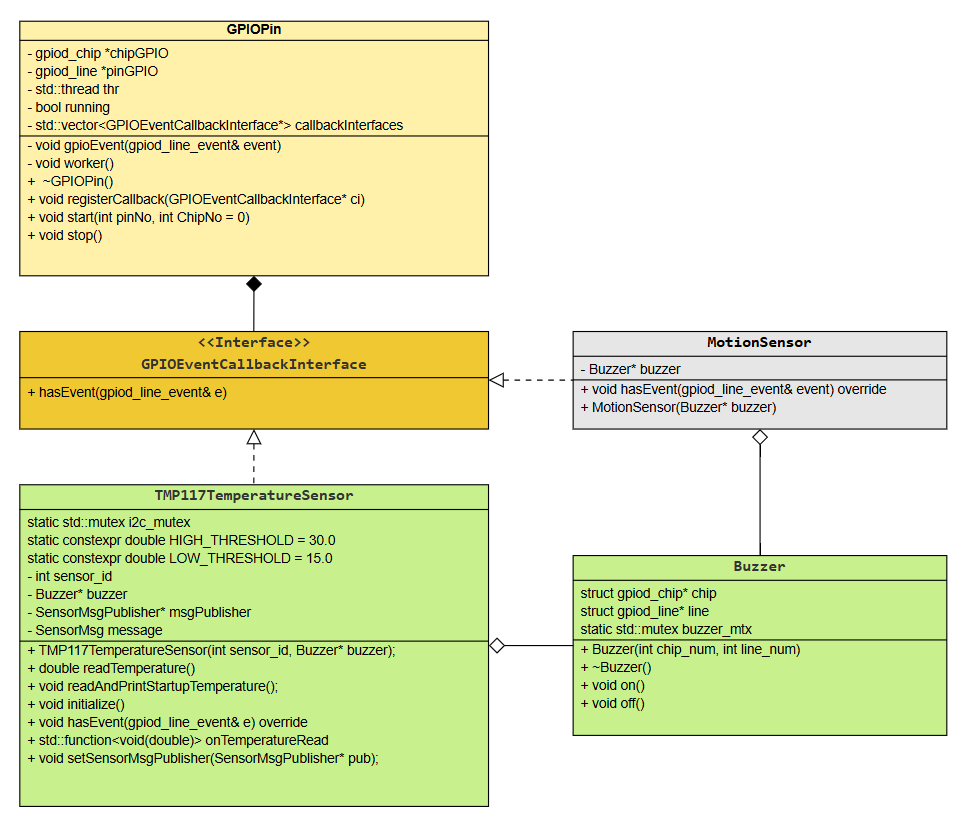 GPIOPin
- gpiod_chip *chipGPIO
- gpiod_line *pinGPIO
- std::thread thr
- bool running
- std::vector<GPIOEventCallbackInterface*> callbackInterfaces
- void gpioEvent(gpiod_line_event& event)
- void worker()
+ ~GPIOPin()
+ void registerCallback(GPIOEventCallbackInterface* ci)
+ void start(int pinNo, int ChipNo = 0)
+ void stop()
<<Interface>>
GPIOEventCallbackInterface
+ hasEvent(gpiod_line_event& e)
MotionSensor
- Buzzer* buzzer
+ void hasEvent(gpiod_line_event& event) override
+ MotionSensor(Buzzer* buzzer)
TMP117TemperatureSensor
static std::mutex i2c_mutex
static constexpr double HIGH_THRESHOLD = 30.0
static constexpr double LOW_THRESHOLD = 15.0
- int sensor_id
- Buzzer* buzzer
- SensorMsgPublisher* msgPublisher
- SensorMsg message
+ TMP117TemperatureSensor(int sensor_id, Buzzer* buzzer);
+ double readTemperature()
+ void readAndPrintStartupTemperature();
+ void initialize()
+ void hasEvent(gpiod_line_event& e) override
+ std::function<void(double)> onTemperatureRead
+ void setSensorMsgPublisher(SensorMsgPublisher* pub);
Buzzer
struct gpiod_chip* chip
struct gpiod_line* line
static std::mutex buzzer_mtx
+ Buzzer(int chip_num, int line_num)
+ ~Buzzer()
+ void on()
+ void off()